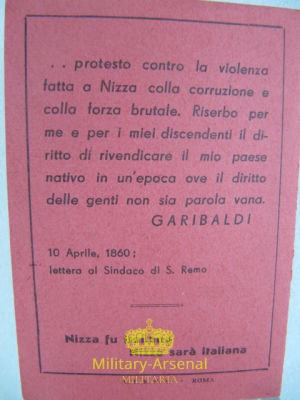 .. protesto contro la violenza
fatta a Nizza colla corruzione e
colla forza brutale. Riserbo per
me e per i miei discendenti il di-
ritto di rivendicare il mio paese
nativo in un'epoca ove il diritto
delle genti non sia parola vana.
GARIBALDI
10 Aprile, 1860;
lettera al Sindaco di S. Remo
Nizza fu
sarà italiana
Military-Arsenal
MILITARIA
ROMA